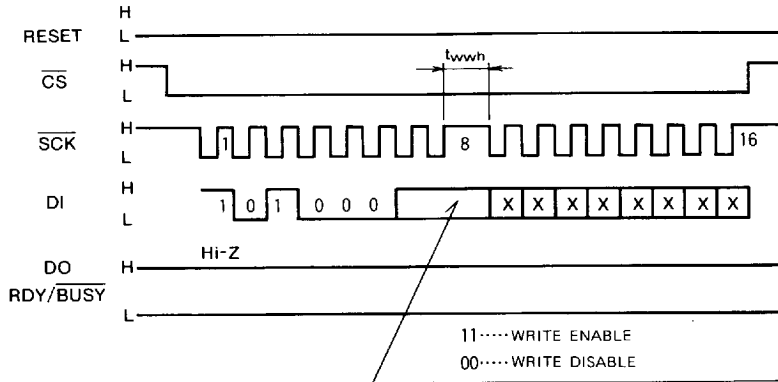 H
RESET L
t wwh
CS H
L
SCK H 1 8 16
L
DI H 1 0 1 0 0 0 X X X X X X X X
L
Hi-Z
DO H
RDY/BUSY
L
11·····WRITE ENABLE
00·····WRITE DISABLE